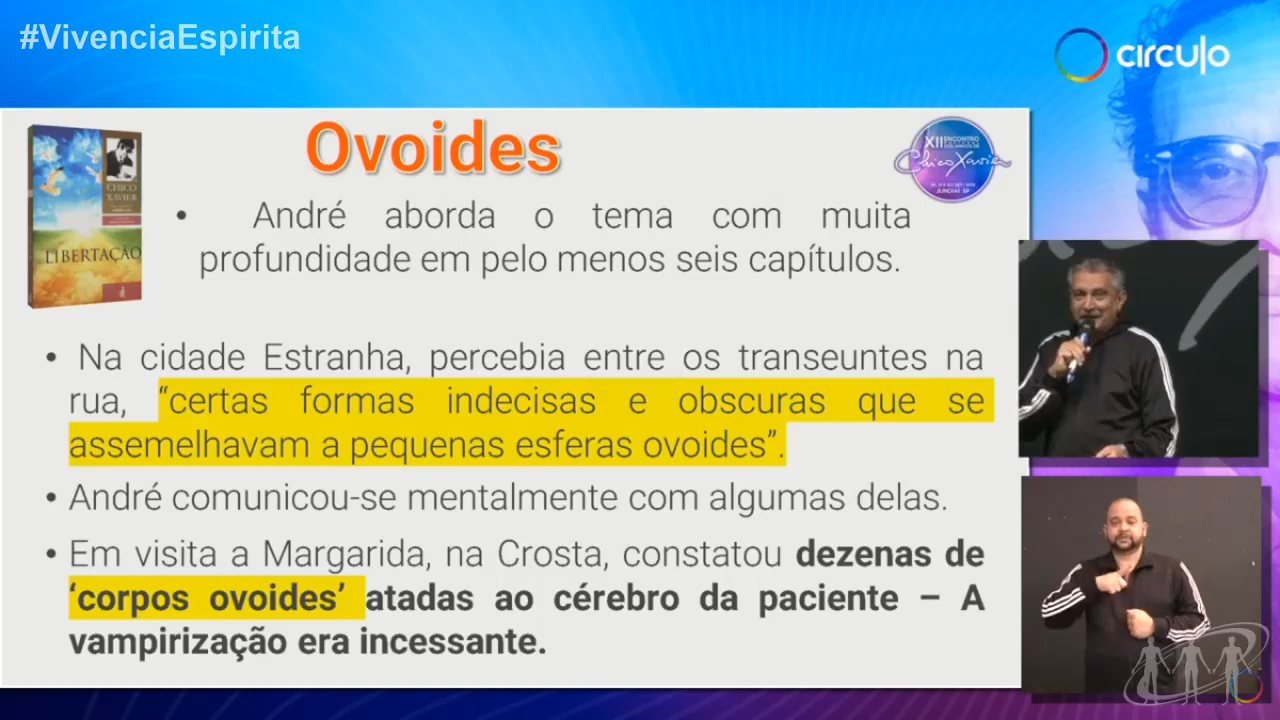 #VivenciaEspirita
circulo
Ovoides
XII ENCONTRO
Chico Xavier
JUNDIAÍ SP
CHICO
XAVIER
LIBERTAÇÃO
• André aborda o tema com muita
profundidade em pelo menos seis capítulos.
• Na cidade Estranha, percebia entre os transeuntes na
rua, “certas formas indecisas e obscuras que se
assemelhavam a pequenas esferas ovoides”.
• André comunicou-se mentalmente com algumas delas.
• Em visita a Margarida, na Crosta, constatou dezenas de
‘corpos ovoides’ atadas ao cérebro da paciente – A
vampirização era incessante.